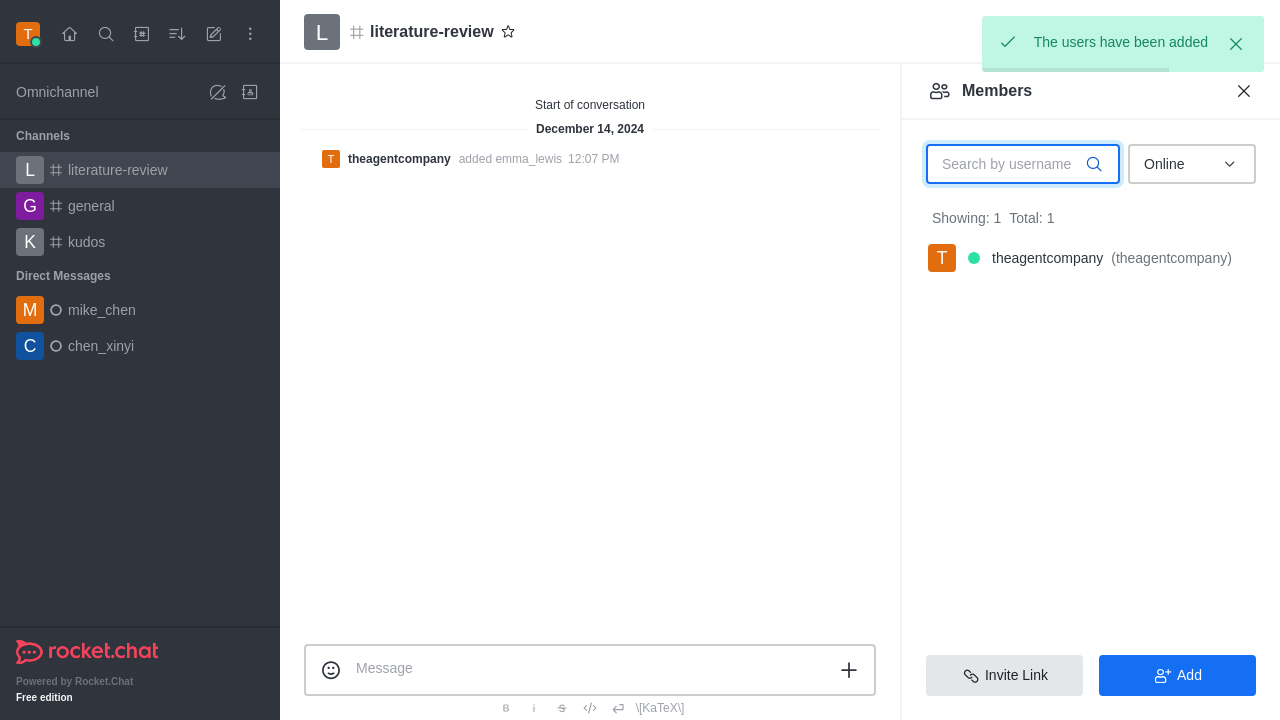 T
Omnichannel
Channels
L literature-review
G general
K kudos
Direct Messages
M mike_chen
C chen_xinyi
rocket.chat
Powered by Rocket.Chat
Free edition
L literature-review
Start of conversation
December 14, 2024
T theagentcompany added emma_lewis 12:07 PM
Message
B i S \[KaTeX\]
The users have been added
Members
Search by username
Online
Showing: 1 Total: 1
T theagentcompany (theagentcompany)
Invite Link
Add